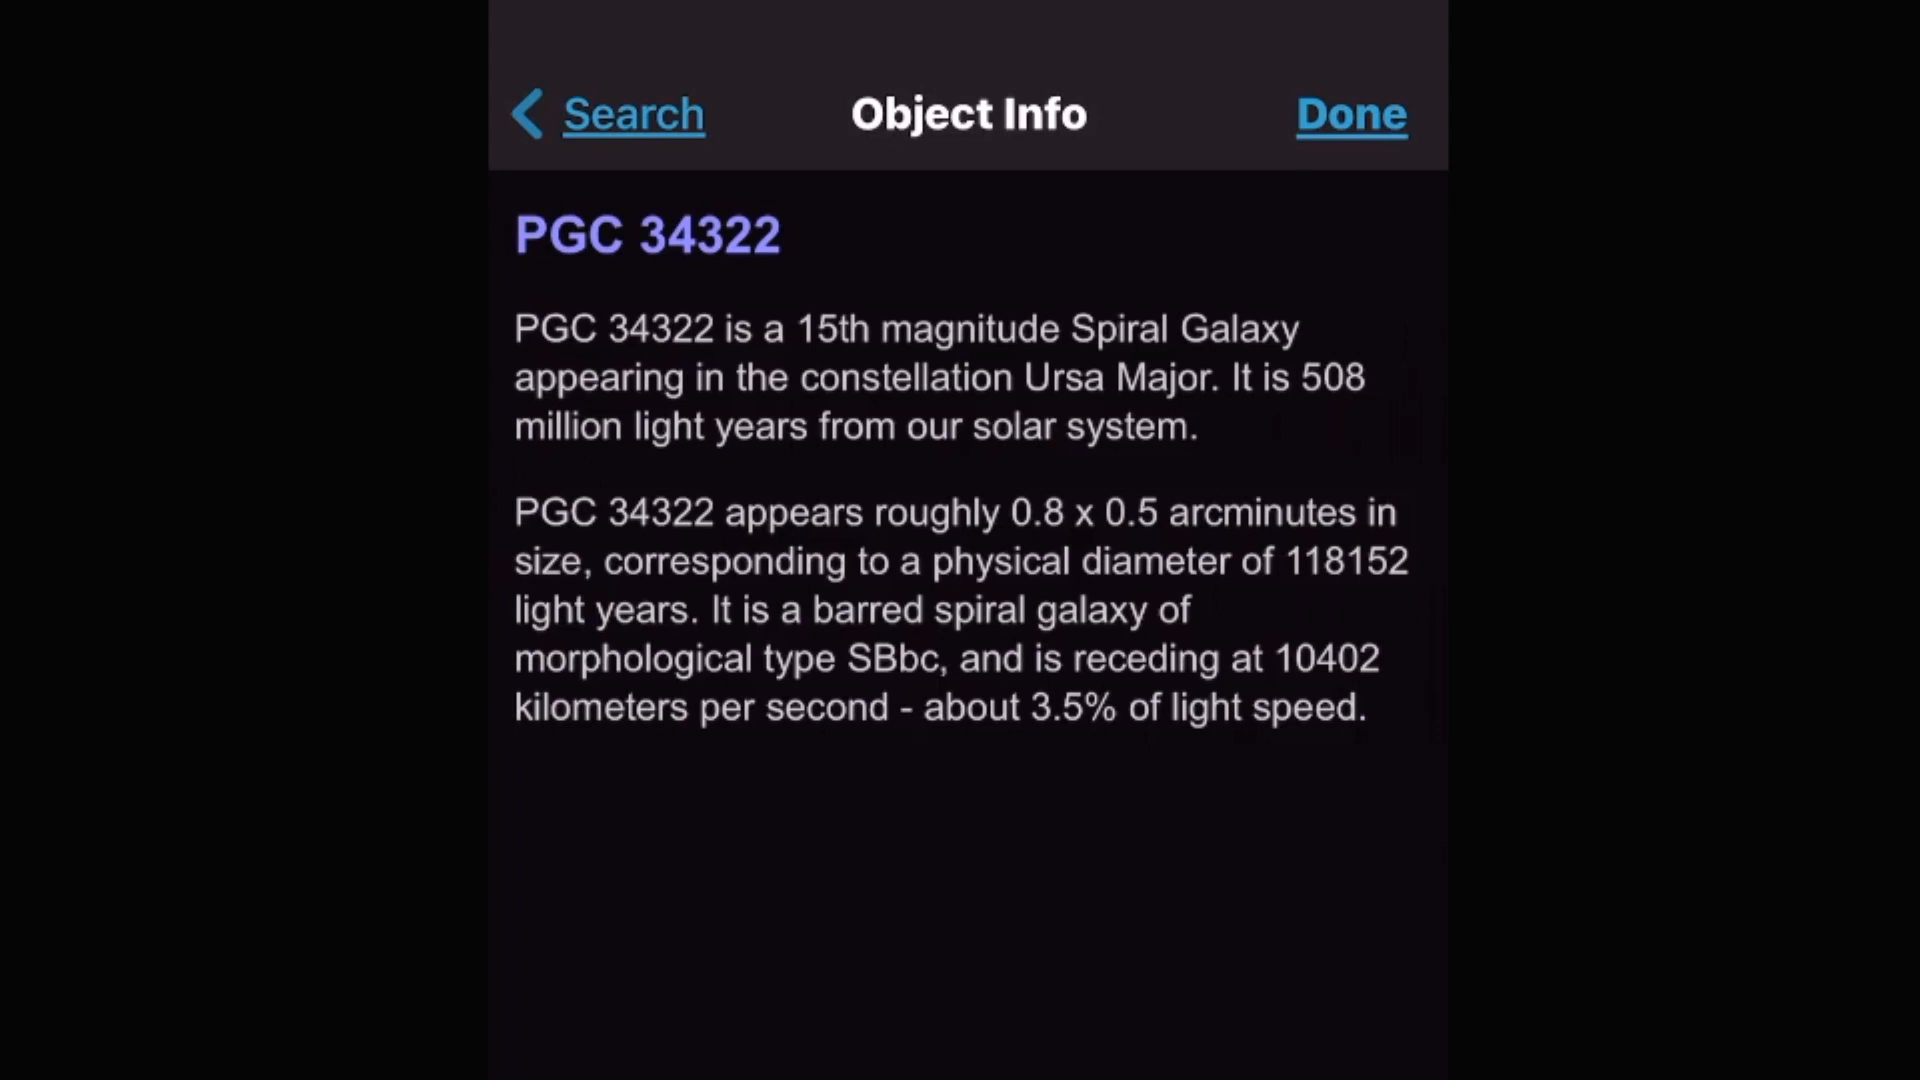 Search
Object Info
Done
PGC 34322
PGC 34322 is a 15th magnitude Spiral Galaxy
appearing in the constellation Ursa Major. It is 508
million light years from our solar system.
PGC 34322 appears roughly 0.8 x 0.5 arcminutes in
size, corresponding to a physical diameter of 118152
light years. It is a barred spiral galaxy of
morphological type SBbc, and is receding at 10402
kilometers per second - about 3.5% of light speed.